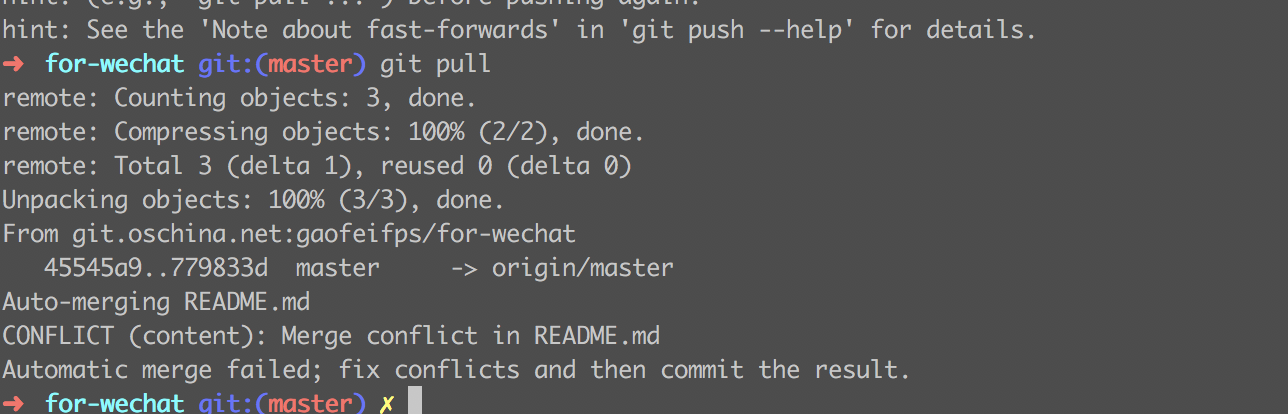 hint: (e.g., 'git pull ...') before pushing again.
hint: See the 'Note about fast-forwards' in 'git push --help' for details.
➜  for-wechat git:(master) git pull
remote: Counting objects: 3, done.
remote: Compressing objects: 100% (2/2), done.
remote: Total 3 (delta 1), reused 0 (delta 0)
Unpacking objects: 100% (3/3), done.
From git.oschina.net:gaofeifps/for-wechat
   45545a9..779833d  master     -> origin/master
Auto-merging README.md
CONFLICT (content): Merge conflict in README.md
Automatic merge failed; fix conflicts and then commit the result.
➜  for-wechat git:(master) ✗